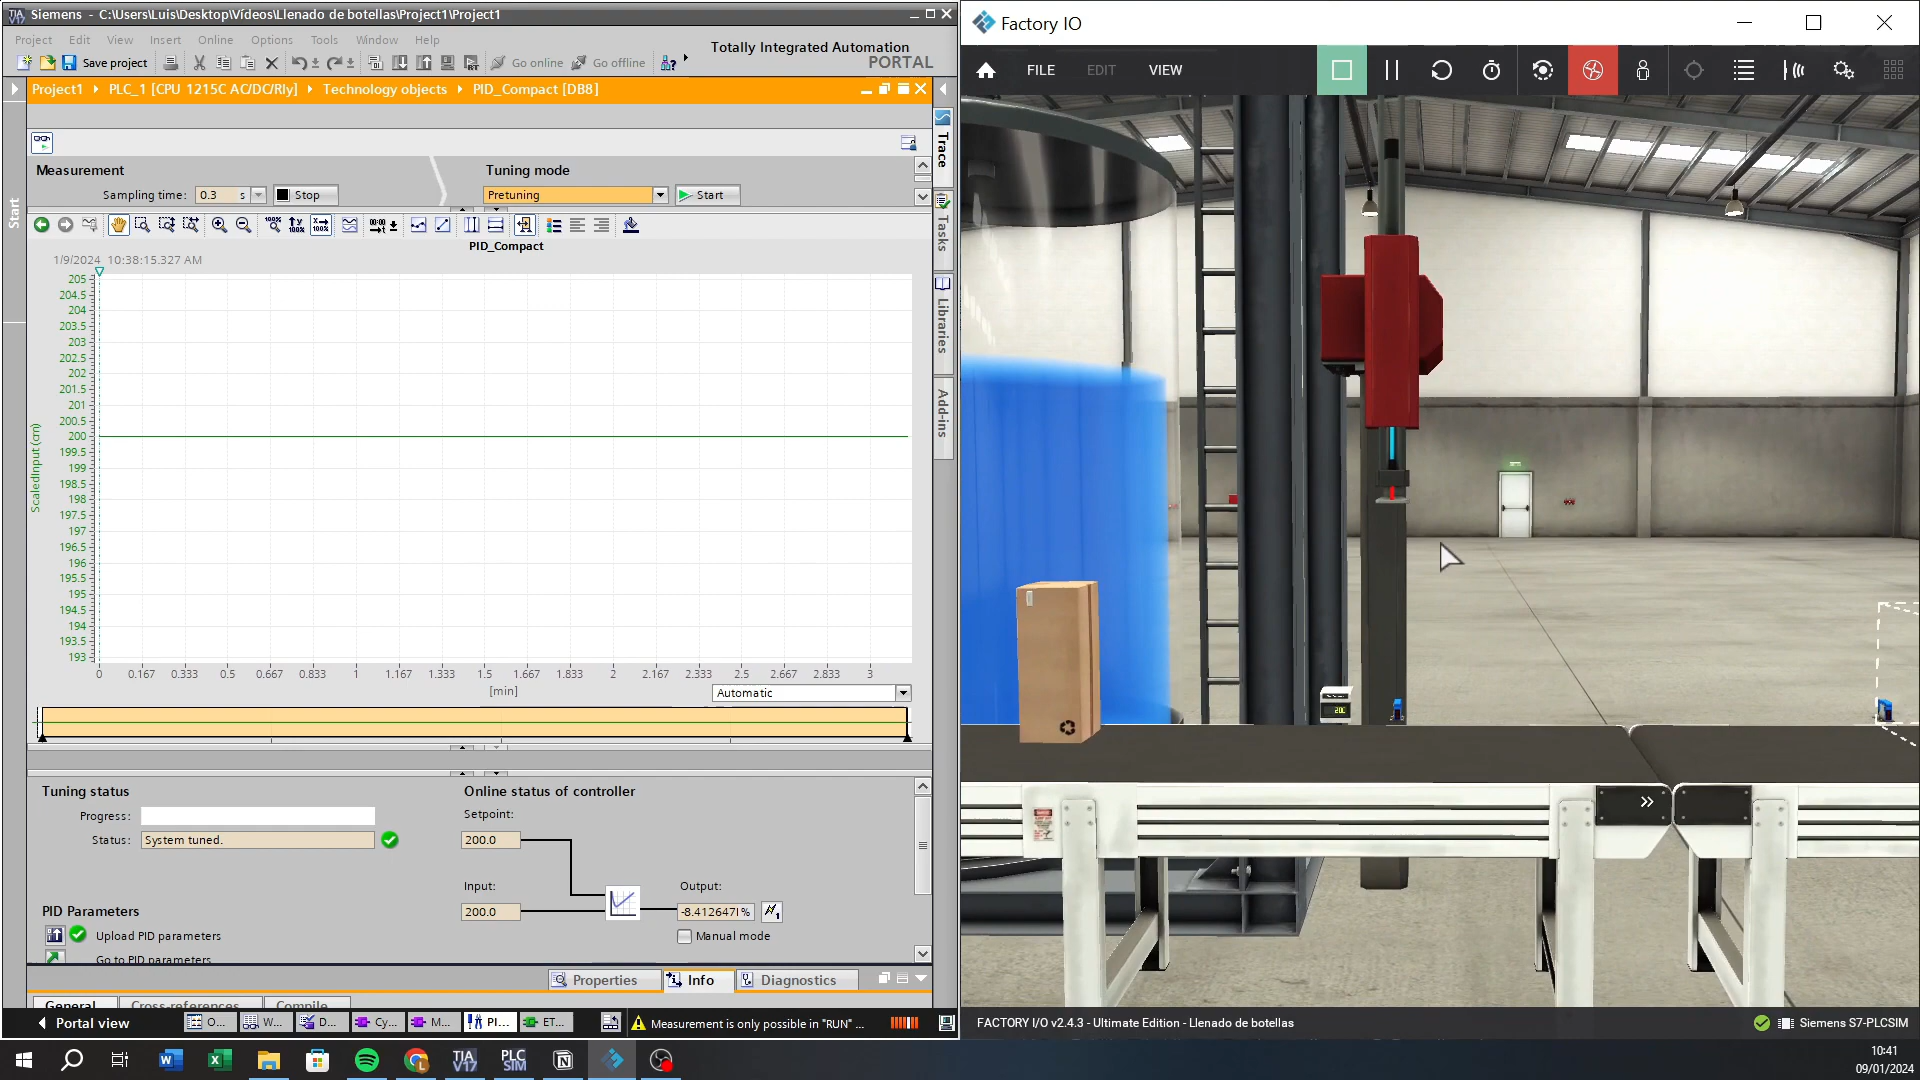 Siemens - C:\Users\Luis\Desktop\Vídeos\Llenado de botellas\Project1\Project1
Project Edit View Insert Online Options Tools Window Help
Totally Integrated Automation
PORTAL
Save project
Go online
Go offline
Project1 PLC_1 [CPU 1215C AC/DC/Rly] Technology objects PID_Compact [DB8]
Start
Measurement
Tuning mode
Sampling time: 0.3 s Stop
Pretuning Start
PID_Compact
1/9/2024 10:38:15.327 AM
ScaledInput (cm)
205
204.5
204
203.5
203
202.5
202
201.5
201
200.5
200
199.5
199
198.5
198
197.5
197
196.5
196
195.5
195
194.5
194
193.5
193
0 0.167 0.333 0.5 0.667 0.833 1 1.167 1.333 1.5 1.667 1.833 2 2.167 2.333 2.5 2.667 2.833 3
[min]
Automatic
Tuning status
Progress:
Status: System tuned.
PID Parameters
Upload PID parameters
Go to PID parameters
Online status of controller
Setpoint:
200.0
Input:
200.0
Output:
-8.412647 %
Manual mode
Properties Info Diagnostics
General Cross-references Compile
Portal view
O... W... D... Cy... M... PI... ET...
Measurement is only possible in "RUN" ...
Trace
Tasks
Libraries
Add-ins
Factory IO
FILE EDIT VIEW
FACTORY I/O v2.4.3 - Ultimate Edition - Llenado de botellas
Siemens S7-PLCSIM
TIA V17
PLC SIM
10:41
09/01/2024